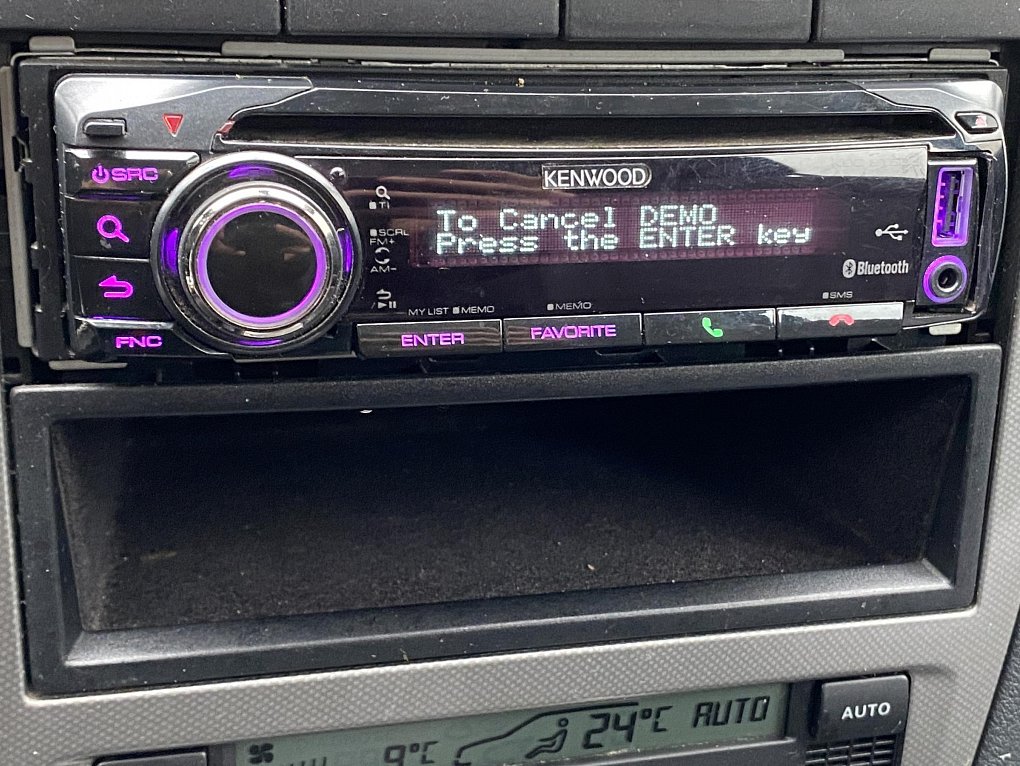 SRC
KENWOOD
TI
To Cancel DEMO
Press the ENTER key
SCRL
FM+
AM-
Bluetooth
MY LIST MEMO
MEMO
SMS
FNC
ENTER
FAVORITE
9°C
24°C AUTO
AUTO